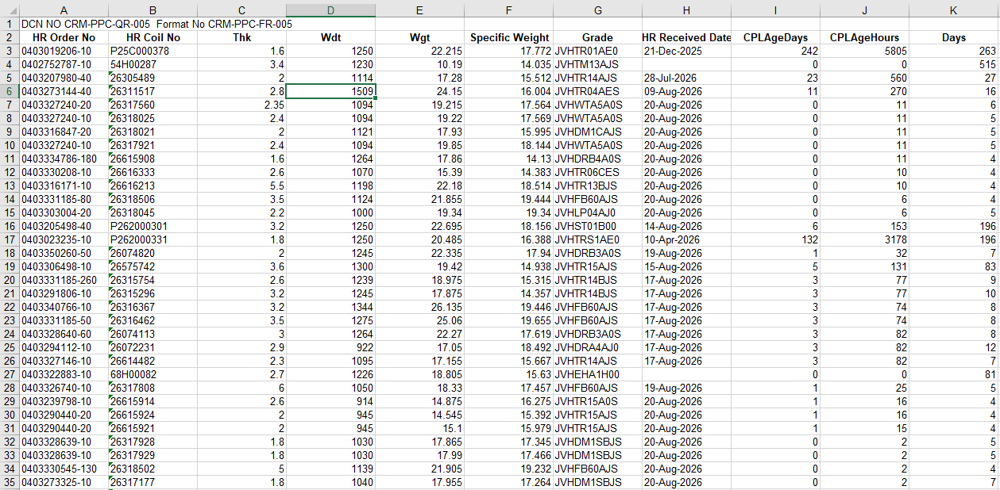 A B C D E F G H I J K
1 DCN NO CRM-PPC-QR-005 Format No CRM-PPC-FR-005
2 HR Order No HR Coil No Thk Wdt Wgt Specific Weight Grade HR Received Date CPLAgeDays CPLAgeHours Days
3 0403019206-10 P25C000378 1.6 1250 22.215 17.772 JVHTR01AE0 21-Dec-2025 242 5805 263
4 0402752787-10 54H00287 3.4 1230 10.19 14.035 JVHTM13AJS 0 0 515
5 0403207980-40 26305489 2 1114 17.28 15.512 JVHTR14AJS 28-Jul-2026 23 560 27
6 0403273144-40 26311517 2.8 1509 24.15 16.004 JVHTR04AES 09-Aug-2026 11 270 16
7 0403327240-20 26317560 2.35 1094 19.215 17.564 JVHWTA5A0S 20-Aug-2026 0 11 6
8 0403327240-10 26318025 2.4 1094 19.22 17.569 JVHWTA5A0S 20-Aug-2026 0 11 5
9 0403316847-20 26318021 2 1121 17.93 15.995 JVHDM1CAJS 20-Aug-2026 0 11 5
10 0403327240-10 26317921 2.4 1094 19.85 18.144 JVHWTA5A0S 20-Aug-2026 0 11 5
11 0403334786-180 26615908 1.6 1264 17.86 14.13 JVHDRB4A0S 20-Aug-2026 0 11 4
12 0403330208-10 26616333 2.6 1070 15.39 14.383 JVHTR06CES 20-Aug-2026 0 10 4
13 0403316171-10 26616213 5.5 1198 22.18 18.514 JVHTR13BJS 20-Aug-2026 0 10 4
14 0403331185-80 26318506 3.5 1124 21.855 19.444 JVHFB60AJS 20-Aug-2026 0 6 4
15 0403303004-20 26318045 2.2 1000 19.34 19.34 JVHLP04AJ0 20-Aug-2026 0 6 5
16 0403205498-40 P262000301 3.2 1250 22.695 18.156 JVHST01B00 14-Aug-2026 6 153 196
17 0403023235-10 P262000331 1.8 1250 20.485 16.388 JVHTRS1AE0 10-Apr-2026 132 3178 196
18 0403350260-50 26074820 2 1245 22.335 17.94 JVHDRB3A0S 19-Aug-2026 1 32 7
19 0403306498-10 26575742 3.6 1300 19.42 14.938 JVHTR15AJS 15-Aug-2026 5 131 83
20 0403331185-260 26315754 2.6 1239 18.975 15.315 JVHTR14BJS 17-Aug-2026 3 77 9
21 0403291806-10 26315296 3.2 1245 17.875 14.357 JVHTR14BJS 17-Aug-2026 3 77 10
22 0403340766-10 26316367 3.2 1344 26.135 19.446 JVHFB60AJS 17-Aug-2026 3 74 8
23 0403331185-50 26316462 3.5 1275 25.06 19.655 JVHFB60AJS 17-Aug-2026 3 74 8
24 0403328640-60 26074113 3 1264 22.27 17.619 JVHDRB3A0S 17-Aug-2026 3 82 8
25 0403294112-10 26072231 2.9 922 17.05 18.492 JVHDRA4AJ0 17-Aug-2026 3 82 12
26 0403327146-10 26614482 2.3 1095 17.155 15.667 JVHTR14AJS 17-Aug-2026 3 82 7
27 0403322883-10 68H00082 2.7 1226 18.805 15.63 JVHEHA1H00 0 0 81
28 0403326740-10 26317808 6 1050 18.33 17.457 JVHFB60AJS 19-Aug-2026 1 25 5
29 0403239798-10 26615914 2.6 914 14.875 16.275 JVHTR15A0S 20-Aug-2026 1 16 4
30 0403290440-20 26615924 2 945 14.545 15.392 JVHTR15AJS 20-Aug-2026 1 16 4
31 0403290440-20 26615921 2 945 15.1 15.979 JVHTR15AJS 20-Aug-2026 1 15 4
32 0403328639-10 26317928 1.8 1030 17.865 17.345 JVHDM1SBJS 20-Aug-2026 0 2 5
33 0403328639-10 26317929 1.8 1030 17.99 17.466 JVHDM1SBJS 20-Aug-2026 0 2 5
34 0403330545-130 26318502 5 1139 21.905 19.232 JVHFB60AJS 20-Aug-2026 0 2 4
35 0403273325-10 26317177 1.8 1040 17.955 17.264 JVHDM1SBJS 20-Aug-2026 0 2 7